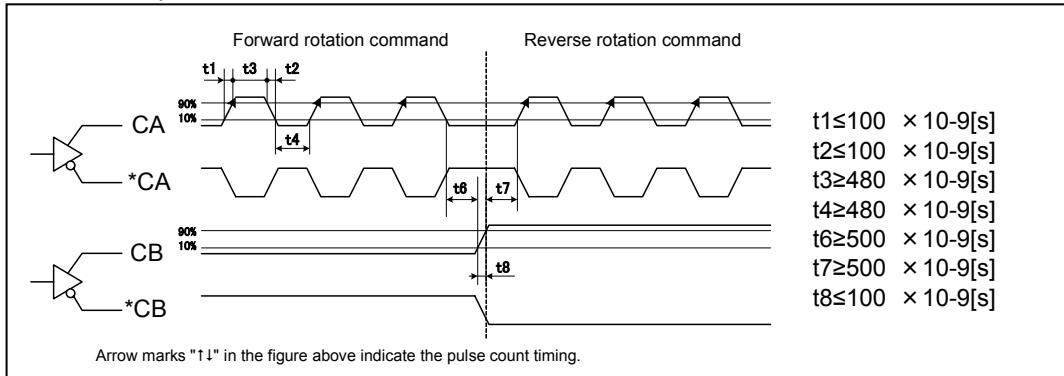 Forward rotation command
Reverse rotation command
t1 t3 t2
90%
10%
CA
t4
*CA
t6 t7
90%
10%
CB
t8
*CB
t1≤100 ×10-9[s]
t2≤100 ×10-9[s]
t3≥480 ×10-9[s]
t4≥480 ×10-9[s]
t6≥500 ×10-9[s]
t7≥500 ×10-9[s]
t8≤100 ×10-9[s]
Arrow marks "↑↓" in the figure above indicate the pulse count timing.